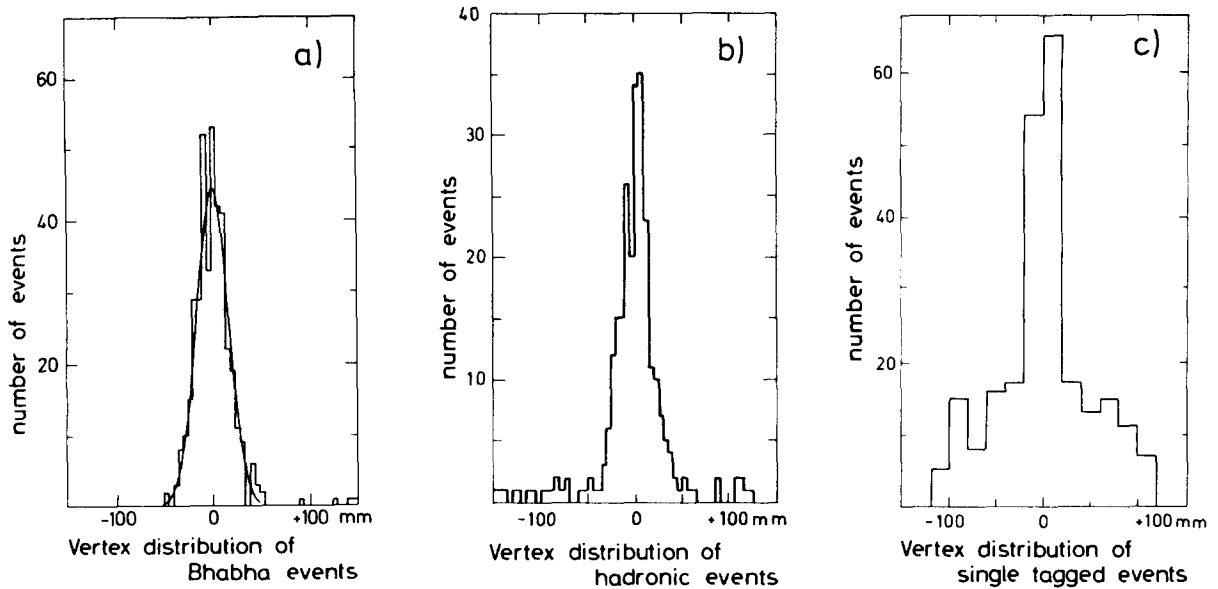 a)
60
40
20
number of events
-100 0 +100 mm
Vertex distribution of
Bhabha events
b)
40
30
20
10
number of events
-100 0 +100 mm
Vertex distribution of
hadronic events
c)
60
40
20
number of events
-100 0 +100 mm
Vertex distribution of
single tagged events